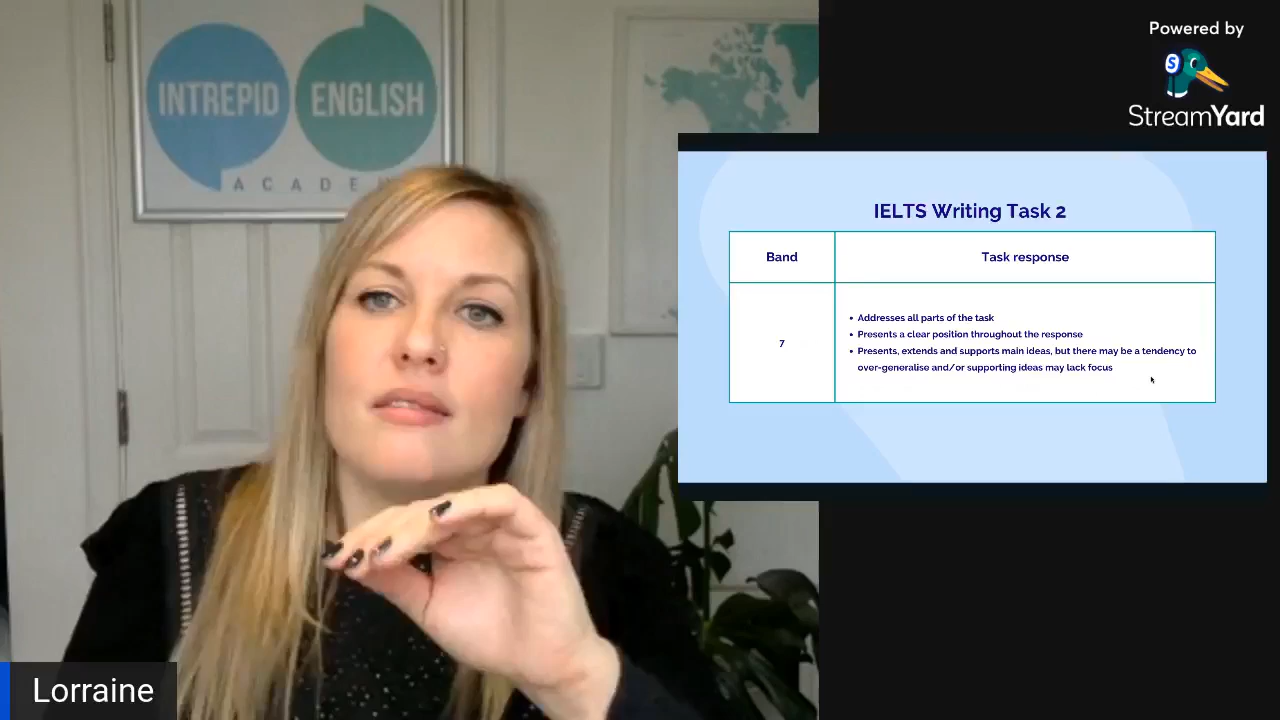 INTREPID ENGLISH
Powered by
StreamYard
IELTS Writing Task 2
Band Task response
7
• Addresses all parts of the task
• Presents a clear position throughout the response
• Presents, extends and supports main ideas, but there may be a tendency to
over-generalise and/or supporting ideas may lack focus
Lorraine